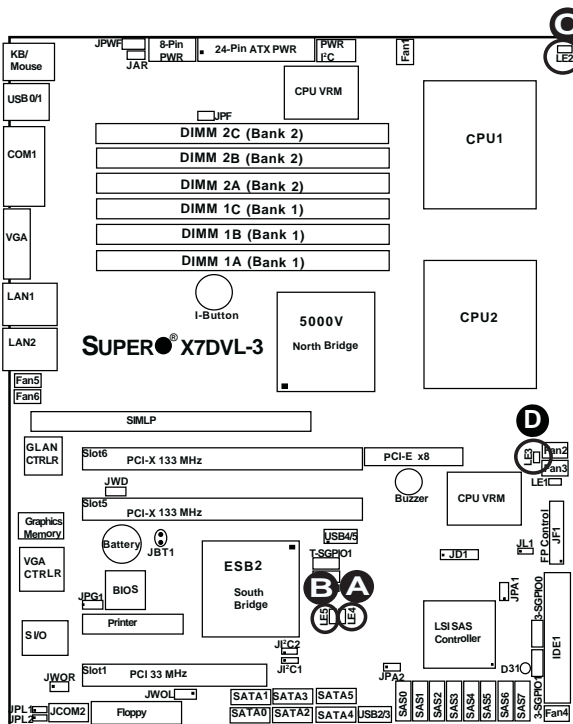 C
LE2
JPWF
8-Pin PWR
24-Pin ATX PWR
PWR I²C
Fan1
KB/ Mouse
JAR
USB0/1
CPU VRM
JPF
COM1
DIMM 2C (Bank 2)
DIMM 2B (Bank 2)
DIMM 2A (Bank 2)
DIMM 1C (Bank 1)
DIMM 1B (Bank 1)
DIMM 1A (Bank 1)
CPU1
VGA
I-Button
LAN1
LAN2
5000V
North Bridge
CPU2
SUPER ® X7DVL-3
Fan5
Fan6
SIMLP
D
LE3
Fan2
Fan3
GLAN CTRLR
Slot6
PCI-X 133 MHz
PCI-E x8
LE1
JWD
Buzzer
CPU VRM
Slot5
PCI-X 133 MHz
Graphics Memory
Battery
JBT1
USB4/5
T-SGPIO1
JD1
JL1
FP Control
JF1
VGA CTRLR
ESB2
South Bridge
BIOS
JPG1
B
A
LE5
LE4
JPA1
3-SGPIO0
Printer
SI/O
LSI SAS Controller
IDE1
JI²C2
JI²C1
Slot1
PCI 33 MHz
JPA2
D31
3-SGPIO1
JWOR
JWOL
SATA1
SATA3
SATA5
SAS0
SAS1
SAS2
SAS3
SAS4
SAS5
SAS6
SAS7
JPL1
JPL2
JCOM2
Floppy
SATA0
SATA2
SATA4
USB2/3
Fan4